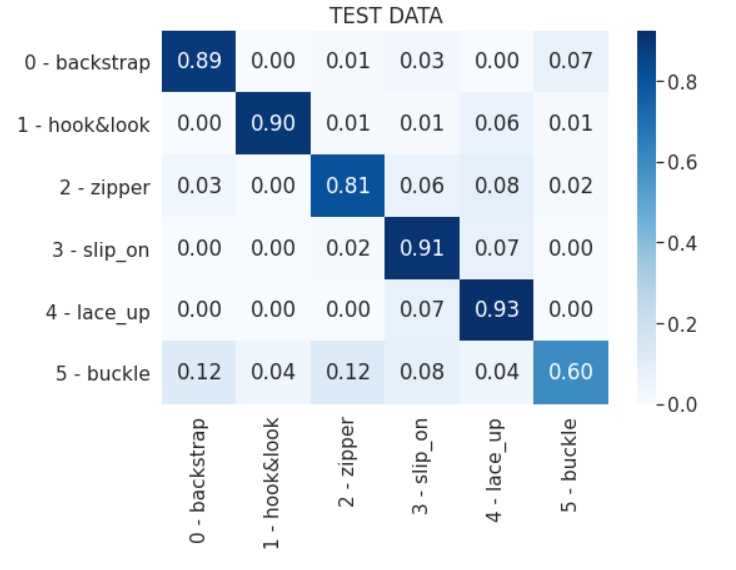 TEST DATA
0 - backstrap 0.89 0.00 0.01 0.03 0.00 0.07
1 - hook&look 0.00 0.90 0.01 0.01 0.06 0.01
2 - zipper 0.03 0.00 0.81 0.06 0.08 0.02
3 - slip_on 0.00 0.00 0.02 0.91 0.07 0.00
4 - lace_up 0.00 0.00 0.00 0.07 0.93 0.00
5 - buckle 0.12 0.04 0.12 0.08 0.04 0.60
0 - backstrap
1 - hook&look
2 - zipper
3 - slip_on
4 - lace_up
5 - buckle
0.8
0.6
0.4
0.2
0.0